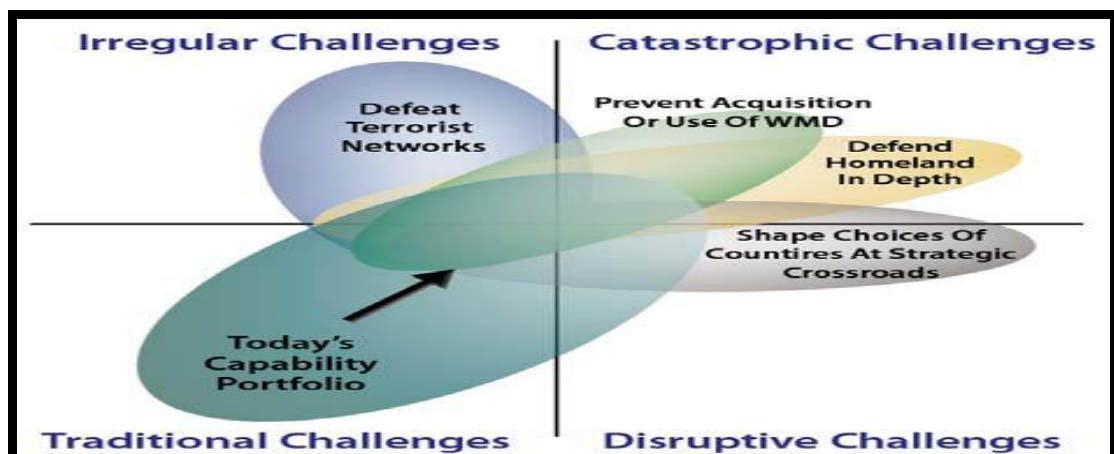 Irregular Challenges
Catastrophic Challenges
Defeat
Terrorist
Networks
Prevent Acquisition
Or Use Of WMD
Defend
Homeland
In Depth
Shape Choices Of
Countires At Strategic
Crossroads
Today's
Capability
Portfolio
Traditional Challenges
Disruptive Challenges